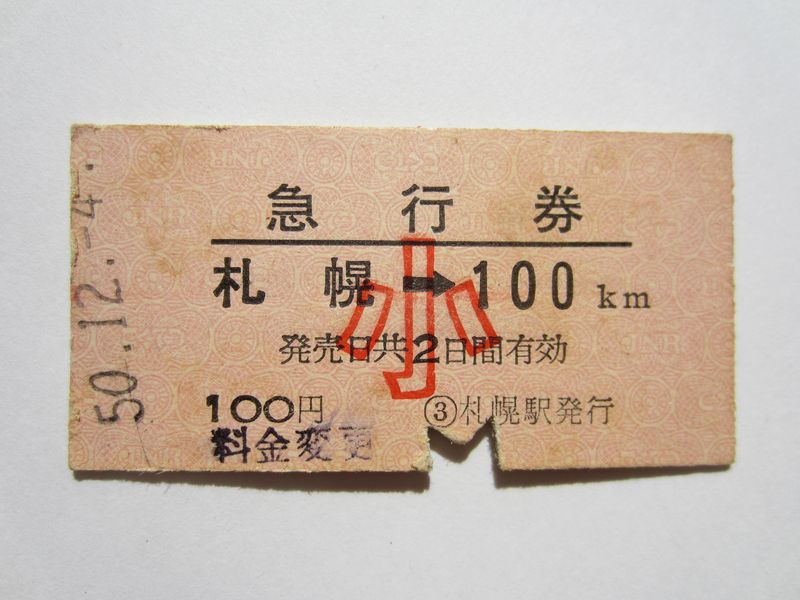 急行券
札幌➡100km
小
発売日共2日間有効
100円 ③札幌駅発行
料金変更
50.12.-4.